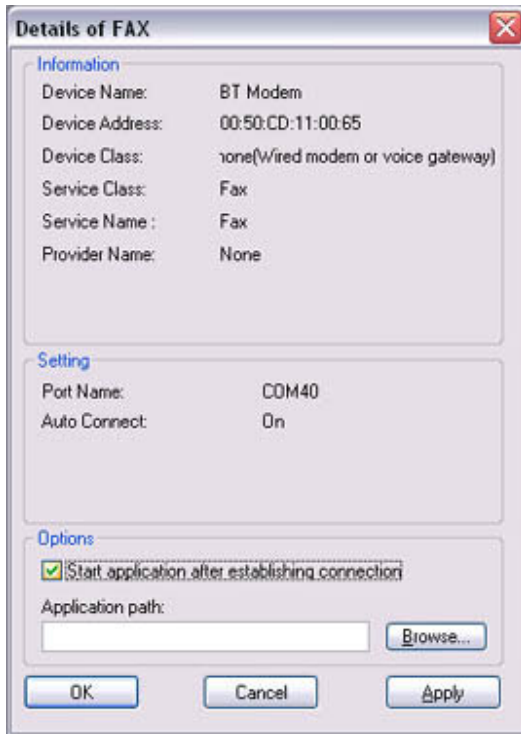 Details of FAX
Information
Device Name: BT Modem
Device Address: 00:50:CD:11:00:65
Device Class: none(Wired modem or voice gateway)
Service Class: Fax
Service Name : Fax
Provider Name: None
Setting
Port Name: COM40
Auto Connect: On
Options
Start application after establishing connection
Application path:
Browse...
OK Cancel Apply